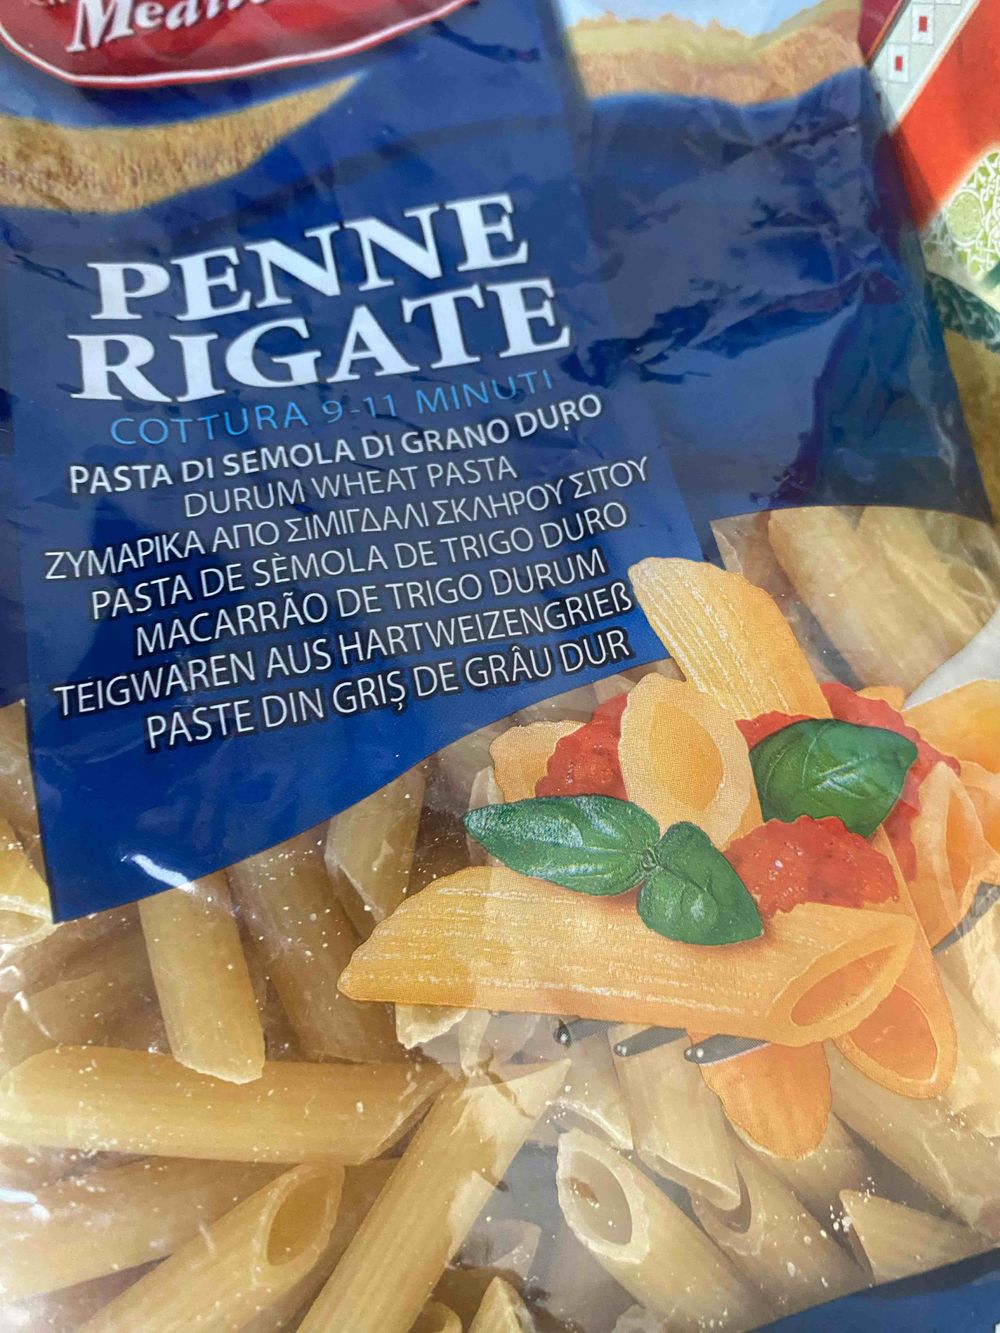 PENNE
RIGATE
COTTURA 9-11 MINUTI
PASTA DI SEMOLA DI GRANO DURO
DURUM WHEAT PASTA
ΖΥΜΑΡΙΚΑ ΑΠΟ ΣΙΜΙΓΔΑΛΙ ΣΚΛΗΡΟΥ ΣΙΤΟΥ
PASTA DE SÈMOLA DE TRIGO DURO
MACARRÃO DE TRIGO DURUM
TEIGWAREN AUS HARTWEIZENGRIEß
PASTE DIN GRIŞ DE GRÂU DUR